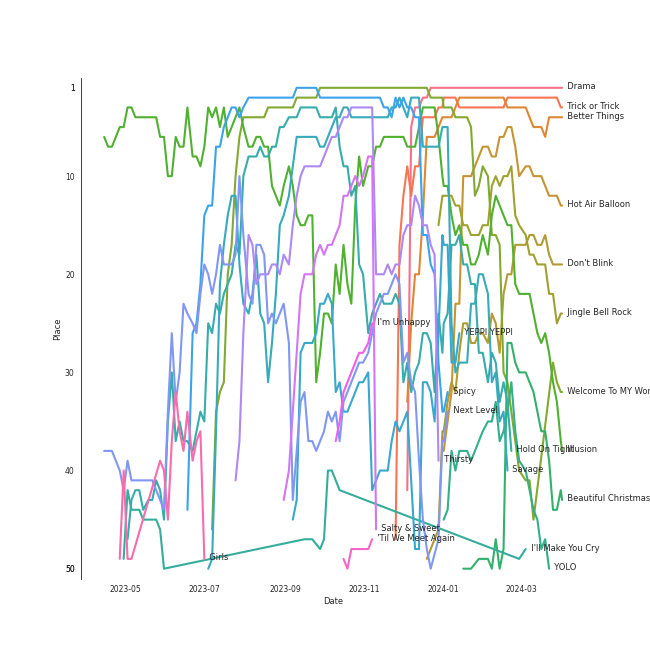 1
Drama
Trick or Trick
Better Things
10
Hot Air Balloon
Don't Blink
20
Jingle Bell Rock
I'm Unhappy
YEPPI YEPPI
30
Spicy
Welcome To MY Wor
Next Level
Hold On Tight
Illusion
Thirsty
Savage
40
Beautiful Christmas
Salty & Sweet
'Til We Meet Again
I'll Make You Cry
Girls
50
YOLO
2023-05
2023-07
2023-09
2023-11
2024-01
2024-03
Date
Place